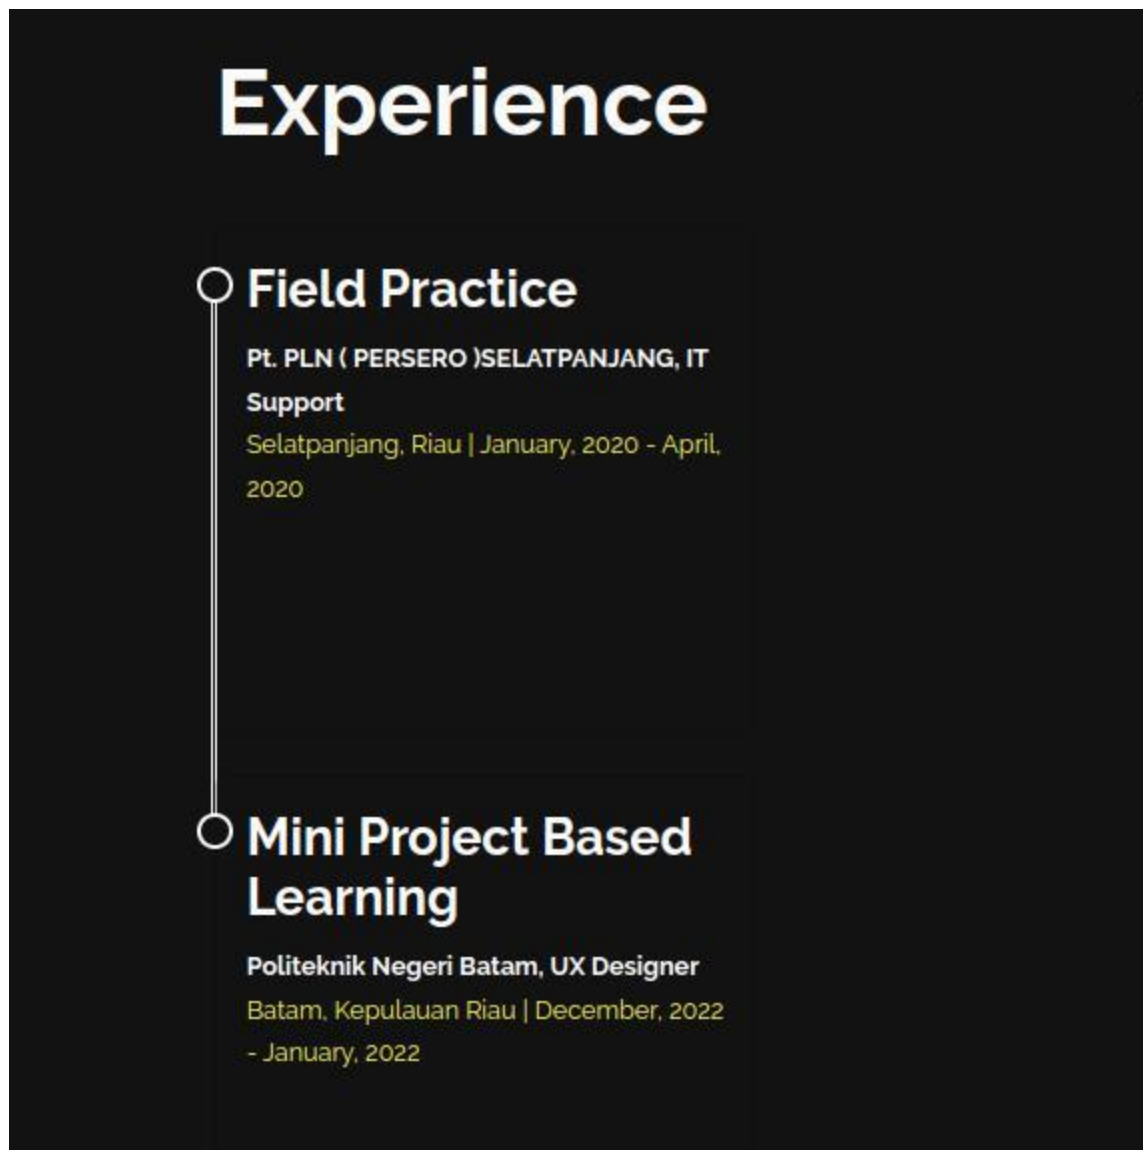 Experience
Field Practice
Pt. PLN ( PERSERO )SELATPANJANG, IT
Support
Selatpanjang, Riau | January, 2020 - April,
2020
Mini Project Based
Learning
Politeknik Negeri Batam, UX Designer
Batam, Kepulauan Riau | December, 2022
- January, 2022